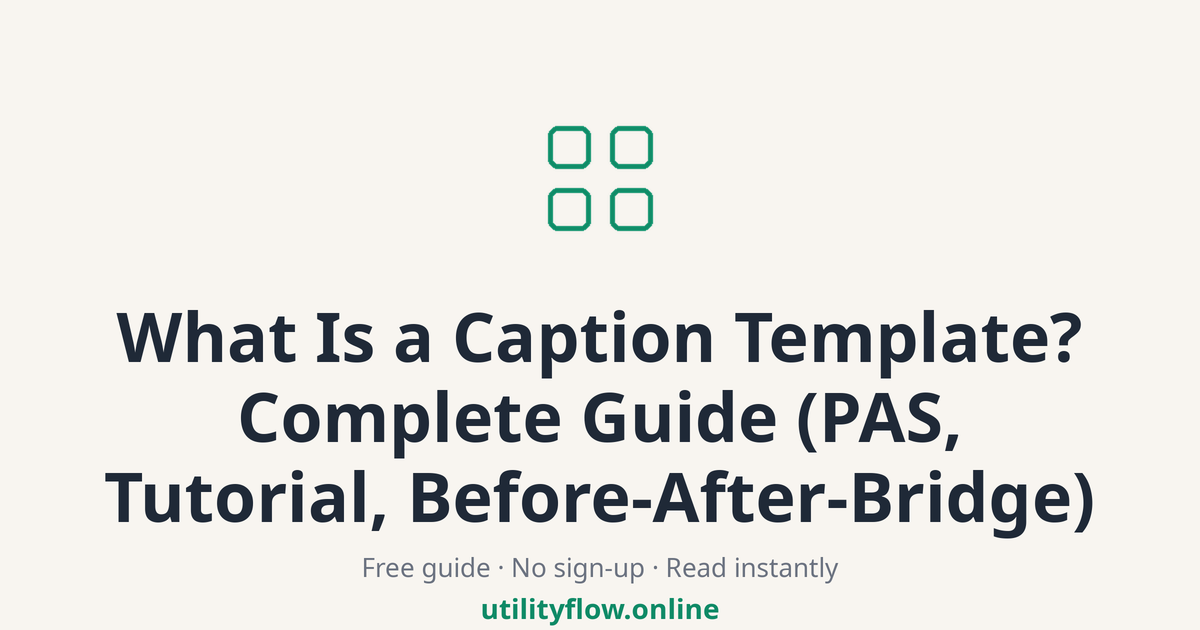 What Is a Caption Template?
Complete Guide (PAS,
Tutorial, Before-After-Bridge)
Free guide · No sign-up · Read instantly
utilityflow.online